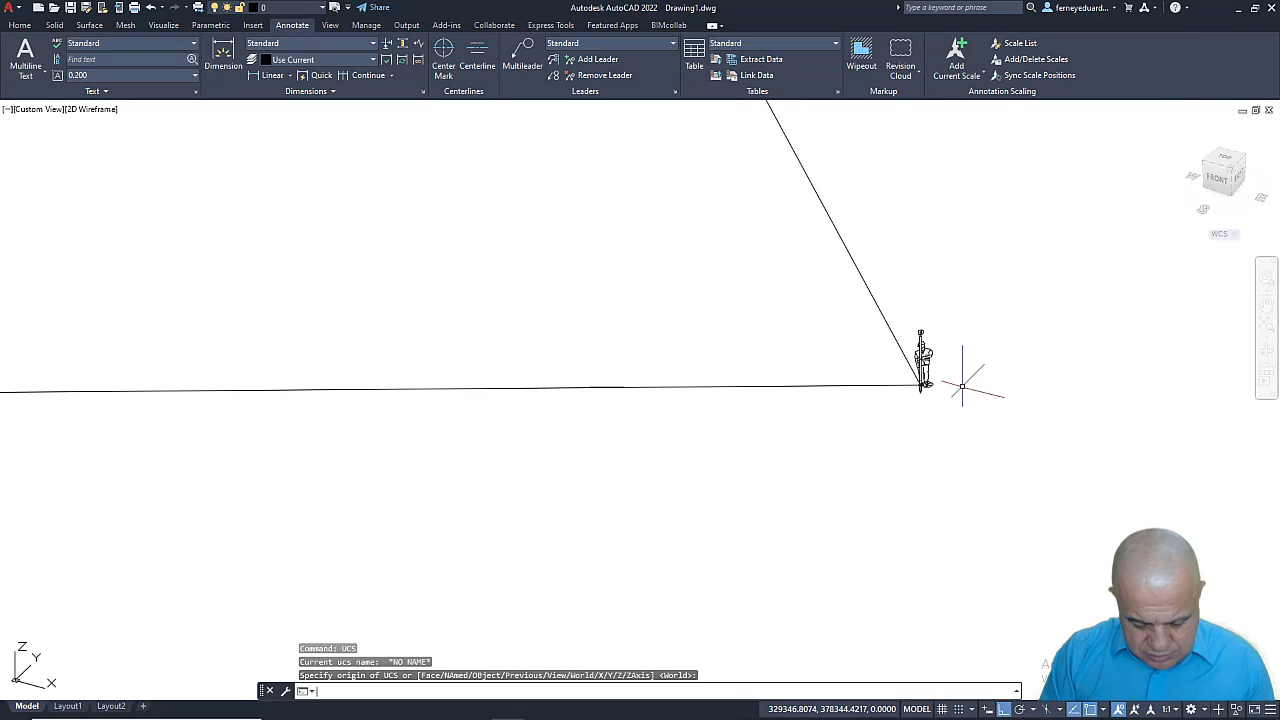 Share
Autodesk AutoCAD 2022   Drawing1.dwg
Type a keyword or phrase
ferneyeduard...
Home Solid Surface Mesh Visualize Parametric Insert Annotate View Manage Output Add-ins Collaborate Express Tools Featured Apps BIMcollab
Multiline
Text
Standard
Find text
0.200
Text
Dimension
Standard
Use Current
Linear
Quick
Continue
Dimensions
Center
Mark
Centerline
Centerlines
Multileader
Standard
Add Leader
Remove Leader
Leaders
Table
Standard
Extract Data
Link Data
Tables
Wipeout
Revision
Cloud
Markup
Add
Current Scale
Scale List
Add/Delete Scales
Sync Scale Positions
Annotation Scaling
[−][Custom View][2D Wireframe]
TOP
FRONT
W
S
E
WCS
Z
Y
X
Command: UCS
Current ucs name:  *NO NAME*
Specify origin of UCS or [Face/NAmed/OBject/Previous/View/World/X/Y/Z/ZAxis] <World>:
Model Layout1 Layout2 +
329346.8074, 378344.4217, 0.0000 MODEL
1:1